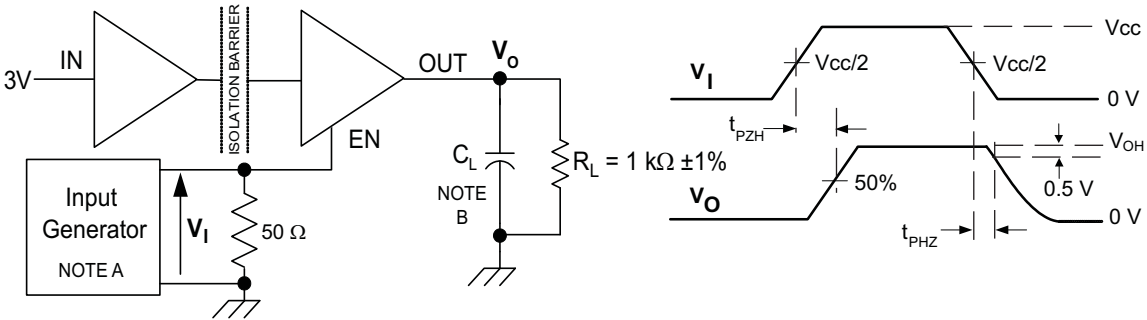 3V
IN
ISOLATION BARRIER
OUT
Vo
EN
CL
NOTE
B
RL = 1 kΩ ±1%
Input
Generator
NOTE A
VI
50 Ω
VI
Vcc/2
Vcc/2
Vcc
0 V
tPZH
VO
50%
VOH
0.5 V
0 V
tPHZ